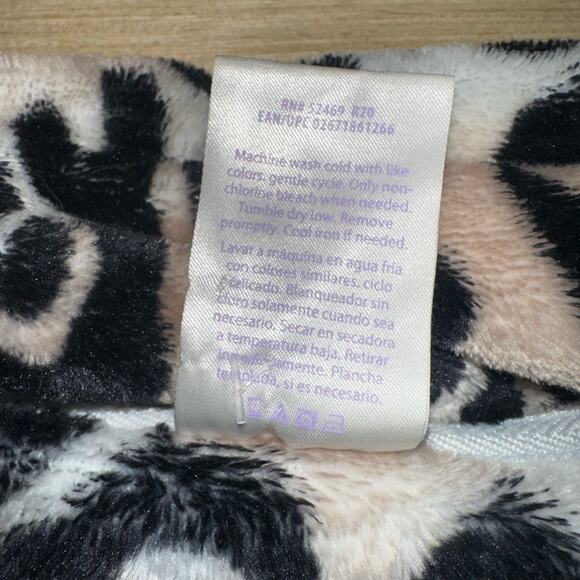 RN# 52469 R20
EAN/UPC 02671861266
Machine wash cold with like
colors, gentle cycle. Only non-
chlorine bleach when needed.
Tumble dry low. Remove
promptly. Cool iron if needed.
Lavar a máquina en agua fría
con colores similares, ciclo
delicado. Blanqueador sin
cloro solamente cuando sea
necesario. Secar en secadora
a temperatura baja. Retirar
inmediatamente. Plancha
templada, si es necesario.